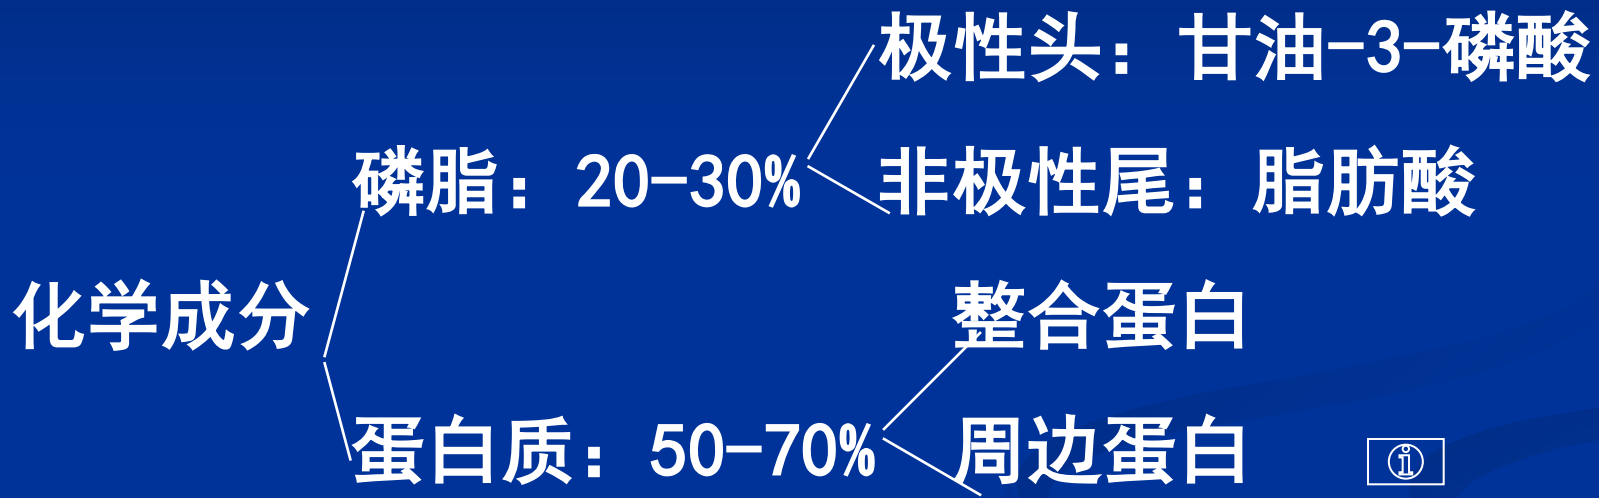 极性头：甘油-3-磷酸
磷脂：20-30% 非极性尾：脂肪酸
化学成分 整合蛋白
蛋白质：50-70% 周边蛋白